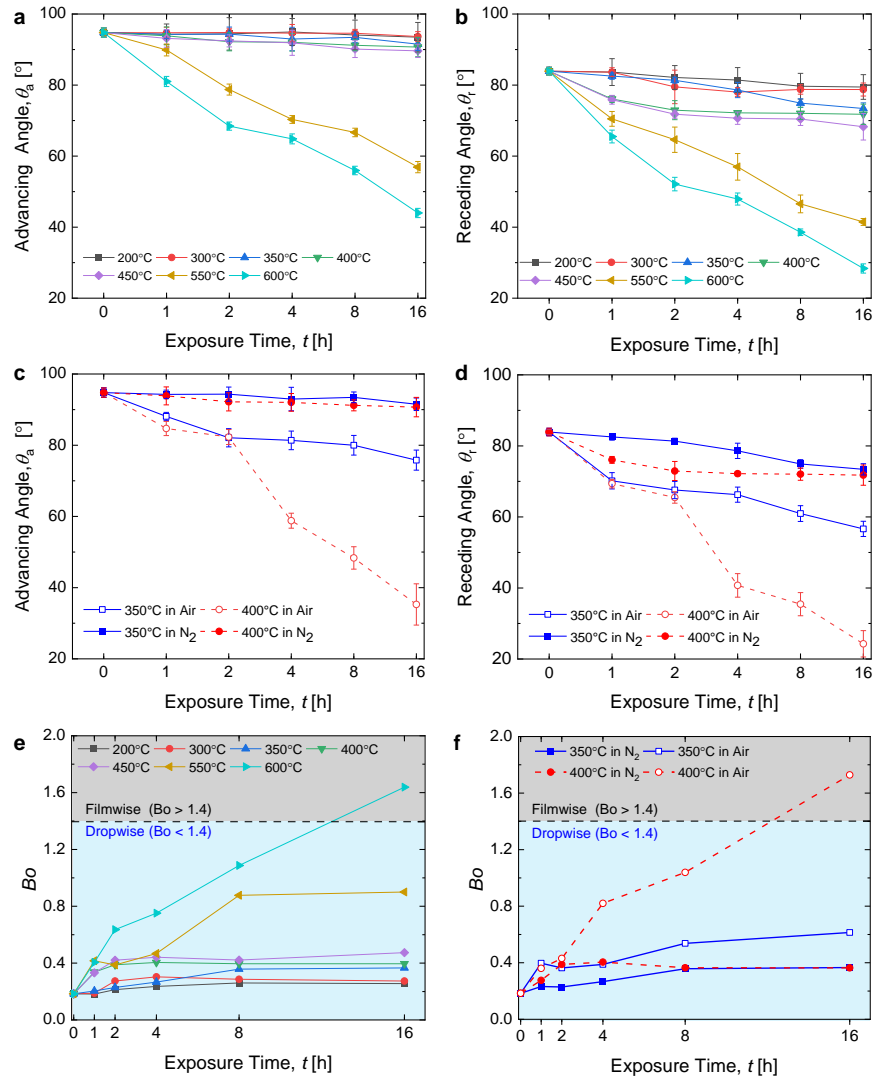 a
Advancing Angle, θa [°]
100
80
60
40
20
200°C 300°C 350°C 400°C
450°C 550°C 600°C
0 1 2 4 8 16
Exposure Time, t [h]
b
Receding Angle, θr [°]
100
80
60
40
20
200°C 300°C 350°C 400°C
450°C 550°C 600°C
0 1 2 4 8 16
Exposure Time, t [h]
c
Advancing Angle, θa [°]
100
80
60
40
20
350°C in Air 400°C in Air
350°C in N2 400°C in N2
0 1 2 4 8 16
Exposure Time, t [h]
d
Receding Angle, θr [°]
100
80
60
40
20
350°C in Air 400°C in Air
350°C in N2 400°C in N2
0 1 2 4 8 16
Exposure Time, t [h]
e
Bo
2.0
1.6
1.2
0.8
0.4
0.0
200°C 300°C 350°C 400°C
450°C 550°C 600°C
Filmwise (Bo > 1.4)
Dropwise (Bo < 1.4)
0 1 2 4 8 16
Exposure Time, t [h]
f
Bo
2.0
1.6
1.2
0.8
0.4
0.0
350°C in N2 350°C in Air
400°C in N2 400°C in Air
Filmwise (Bo > 1.4)
Dropwise (Bo < 1.4)
0 1 2 4 8 16
Exposure Time, t [h]